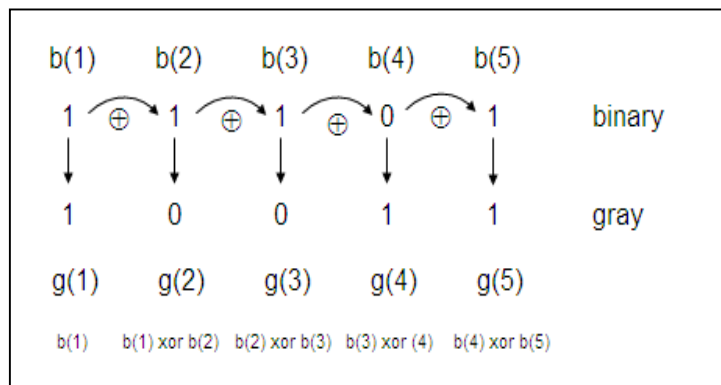 b(1) b(2) b(3) b(4) b(5)
1 ⊕ 1 ⊕ 1 ⊕ 0 ⊕ 1 binary
1 0 0 1 1 gray
g(1) g(2) g(3) g(4) g(5)
b(1) b(1) xor b(2) b(2) xor b(3) b(3) xor (4) b(4) xor b(5)